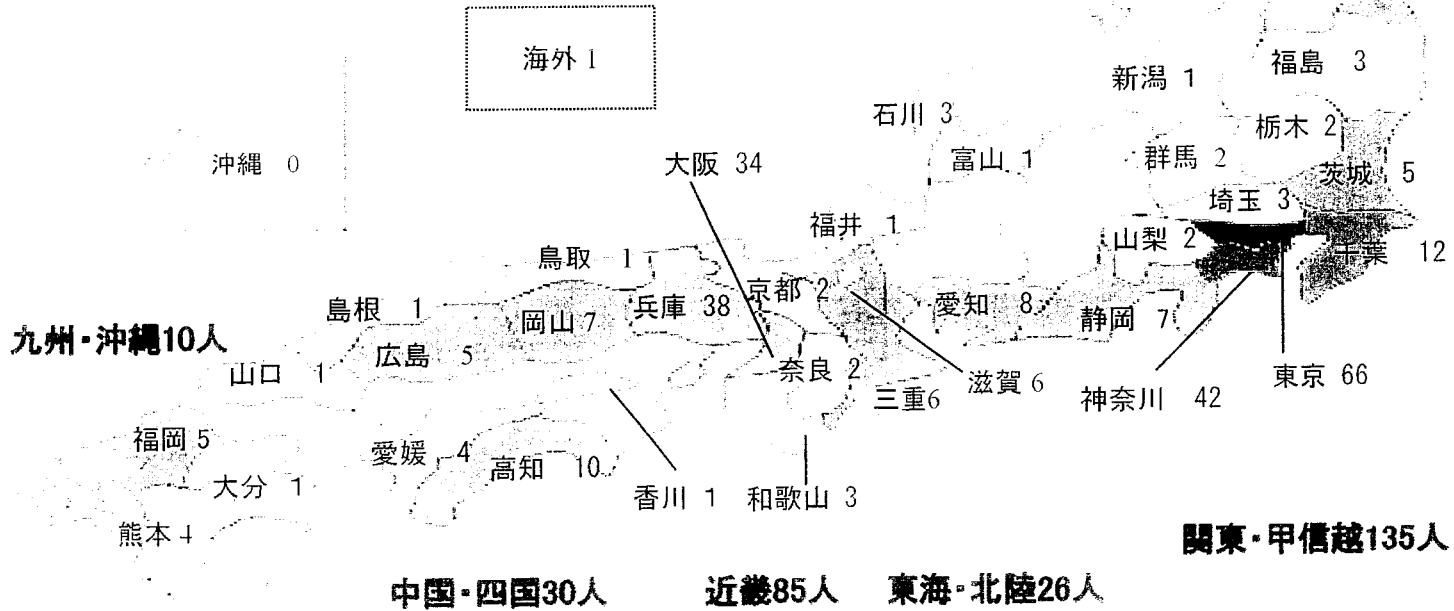 海外 1
福島 3
新潟 1
石川 3
栃木 2
沖縄 0
大阪 34
富山 1
群馬 2
茨城 5
埼玉 3
福井 1
山梨 2
千葉 12
鳥取 1
京都 2
島根 1
岡山 7
兵庫 38
愛知 8
静岡 7
九州・沖縄10人
広島 5
山口 1
奈良 2
滋賀 6
東京 66
三重6
神奈川 42
福岡 5
愛媛 4
高知 10
大分 1
香川 1
和歌山 3
熊本 4
関東・甲信越135人
中国・四国30人
近畿85人
東海・北陸26人